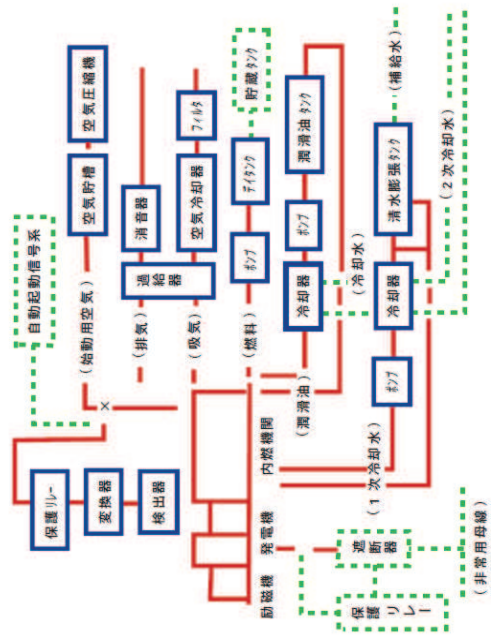 自動起動信号系
空気圧縮機
空気貯槽
(始動用空気)
×
消音器
(排気)
過給器
フィルタ
空気冷却器
(吸気)
貯蔵タンク
デイタンク
ポンプ
(燃料)
潤滑油タンク
ポンプ
冷却器
(潤滑油)
(冷却水)
(補給水)
清水膨張タンク
冷却器
ポンプ
(1次冷却水)
(2次冷却水)
保護リレー
変換器
検出器
励磁機
発電機
内燃機関
遮断器
保護リレー
(非常用母線)